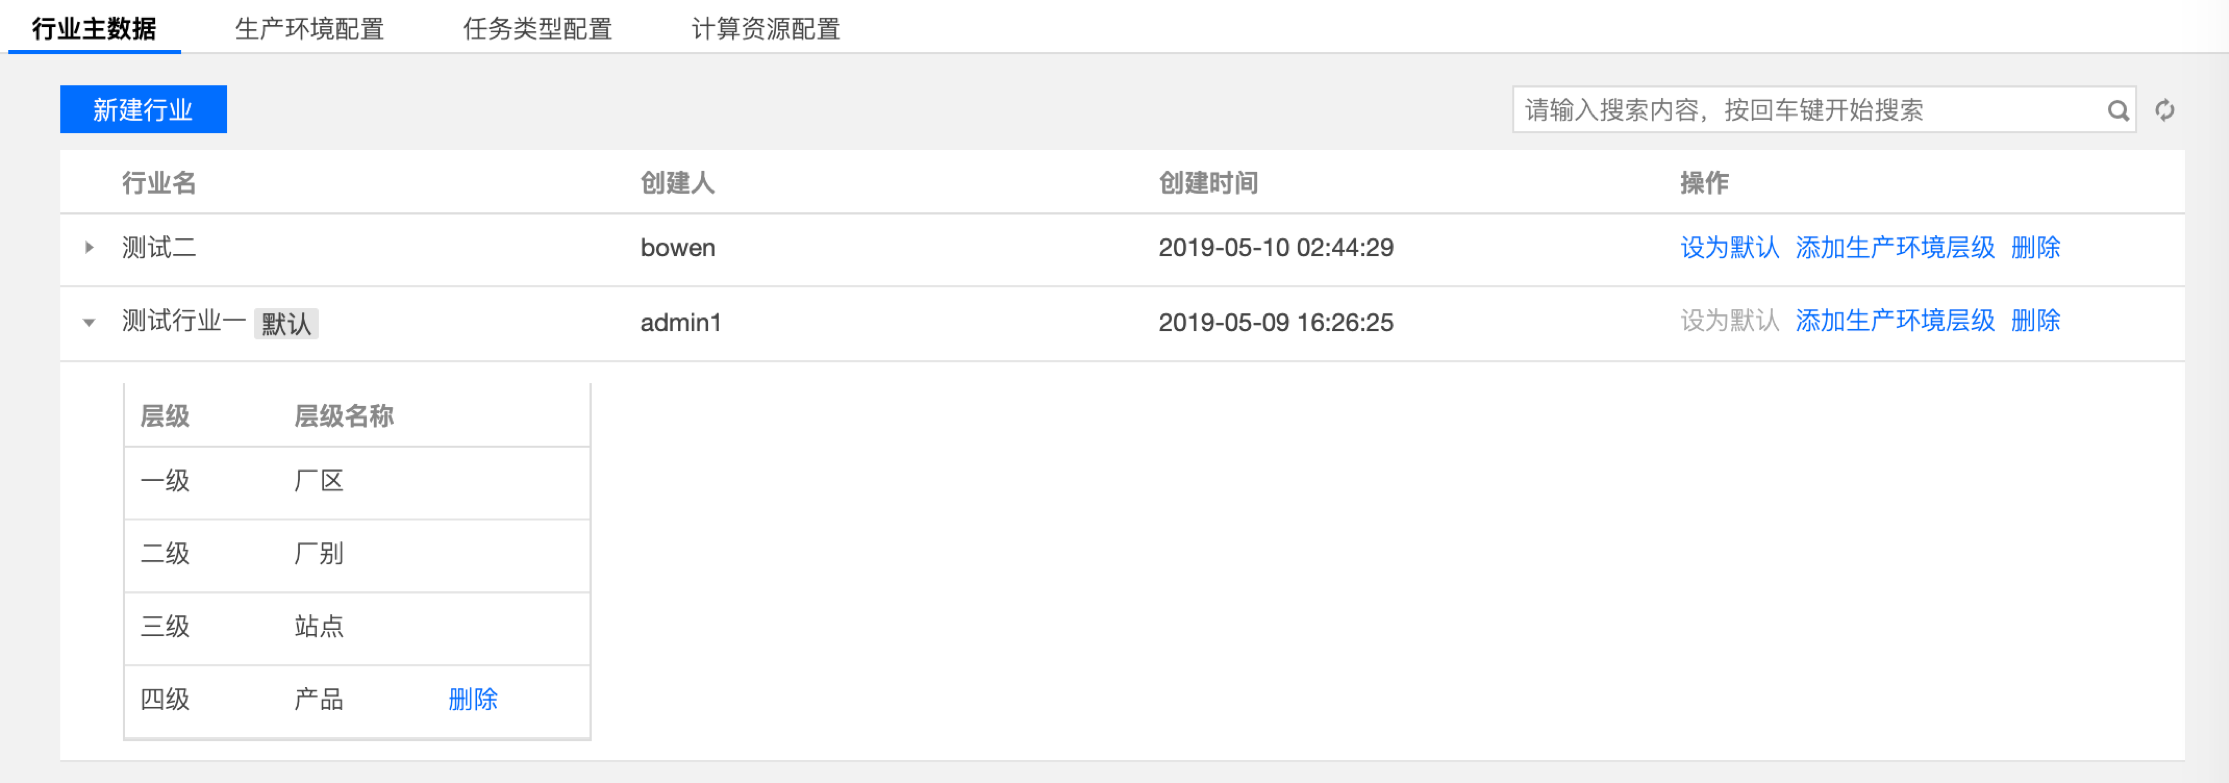 行业主数据 生产环境配置 任务类型配置 计算资源配置
新建行业 请输入搜索内容，按回车键开始搜索
行业名 创建人 创建时间 操作
测试二 bowen 2019-05-10 02:44:29 设为默认 添加生产环境层级 删除
测试行业一 默认 admin1 2019-05-09 16:26:25 设为默认 添加生产环境层级 删除
层级 层级名称
一级 厂区
二级 厂别
三级 站点
四级 产品 删除